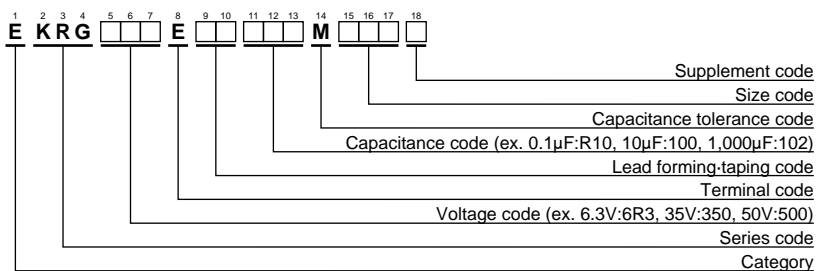 1 2 3 4 5 6 7 8 9 10 11 12 13 14 15 16 17 18
E KRG □□□ E □□ □□□ M □□□ □
Supplement code
Size code
Capacitance tolerance code
Capacitance code (ex. 0.1µF:R10, 10µF:100, 1,000µF:102)
Lead forming·taping code
Terminal code
Voltage code (ex. 6.3V:6R3, 35V:350, 50V:500)
Series code
Category